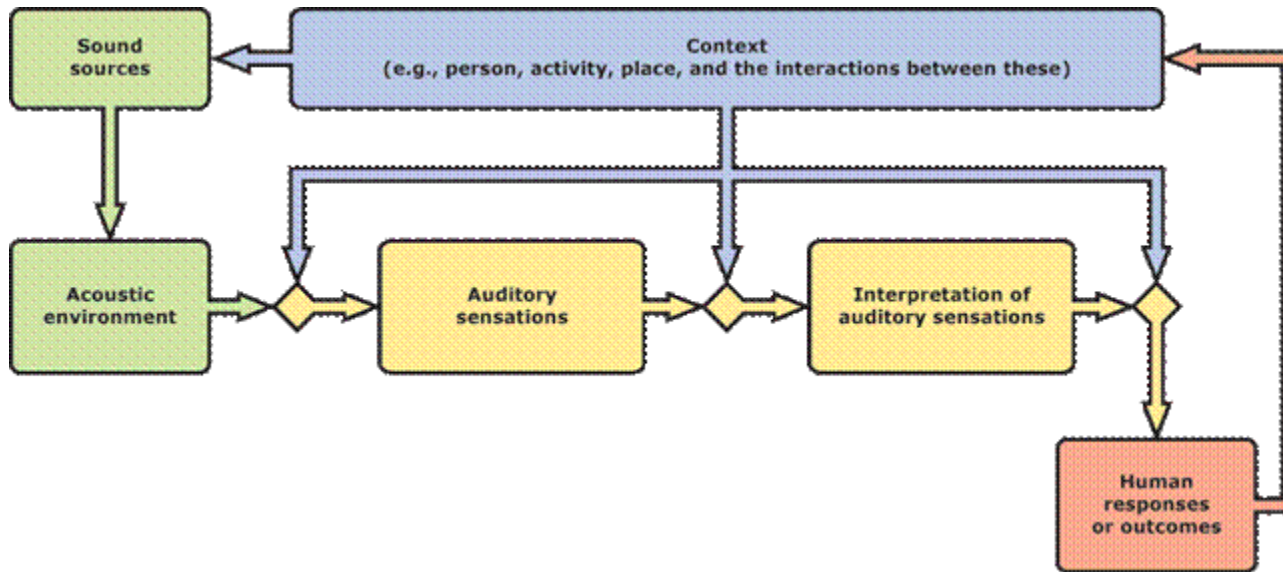 Sound
sources
Context
(e.g., person, activity, place, and the interactions between these)
Acoustic
environment
Auditory
sensations
Interpretation of
auditory sensations
Human
responses
or outcomes